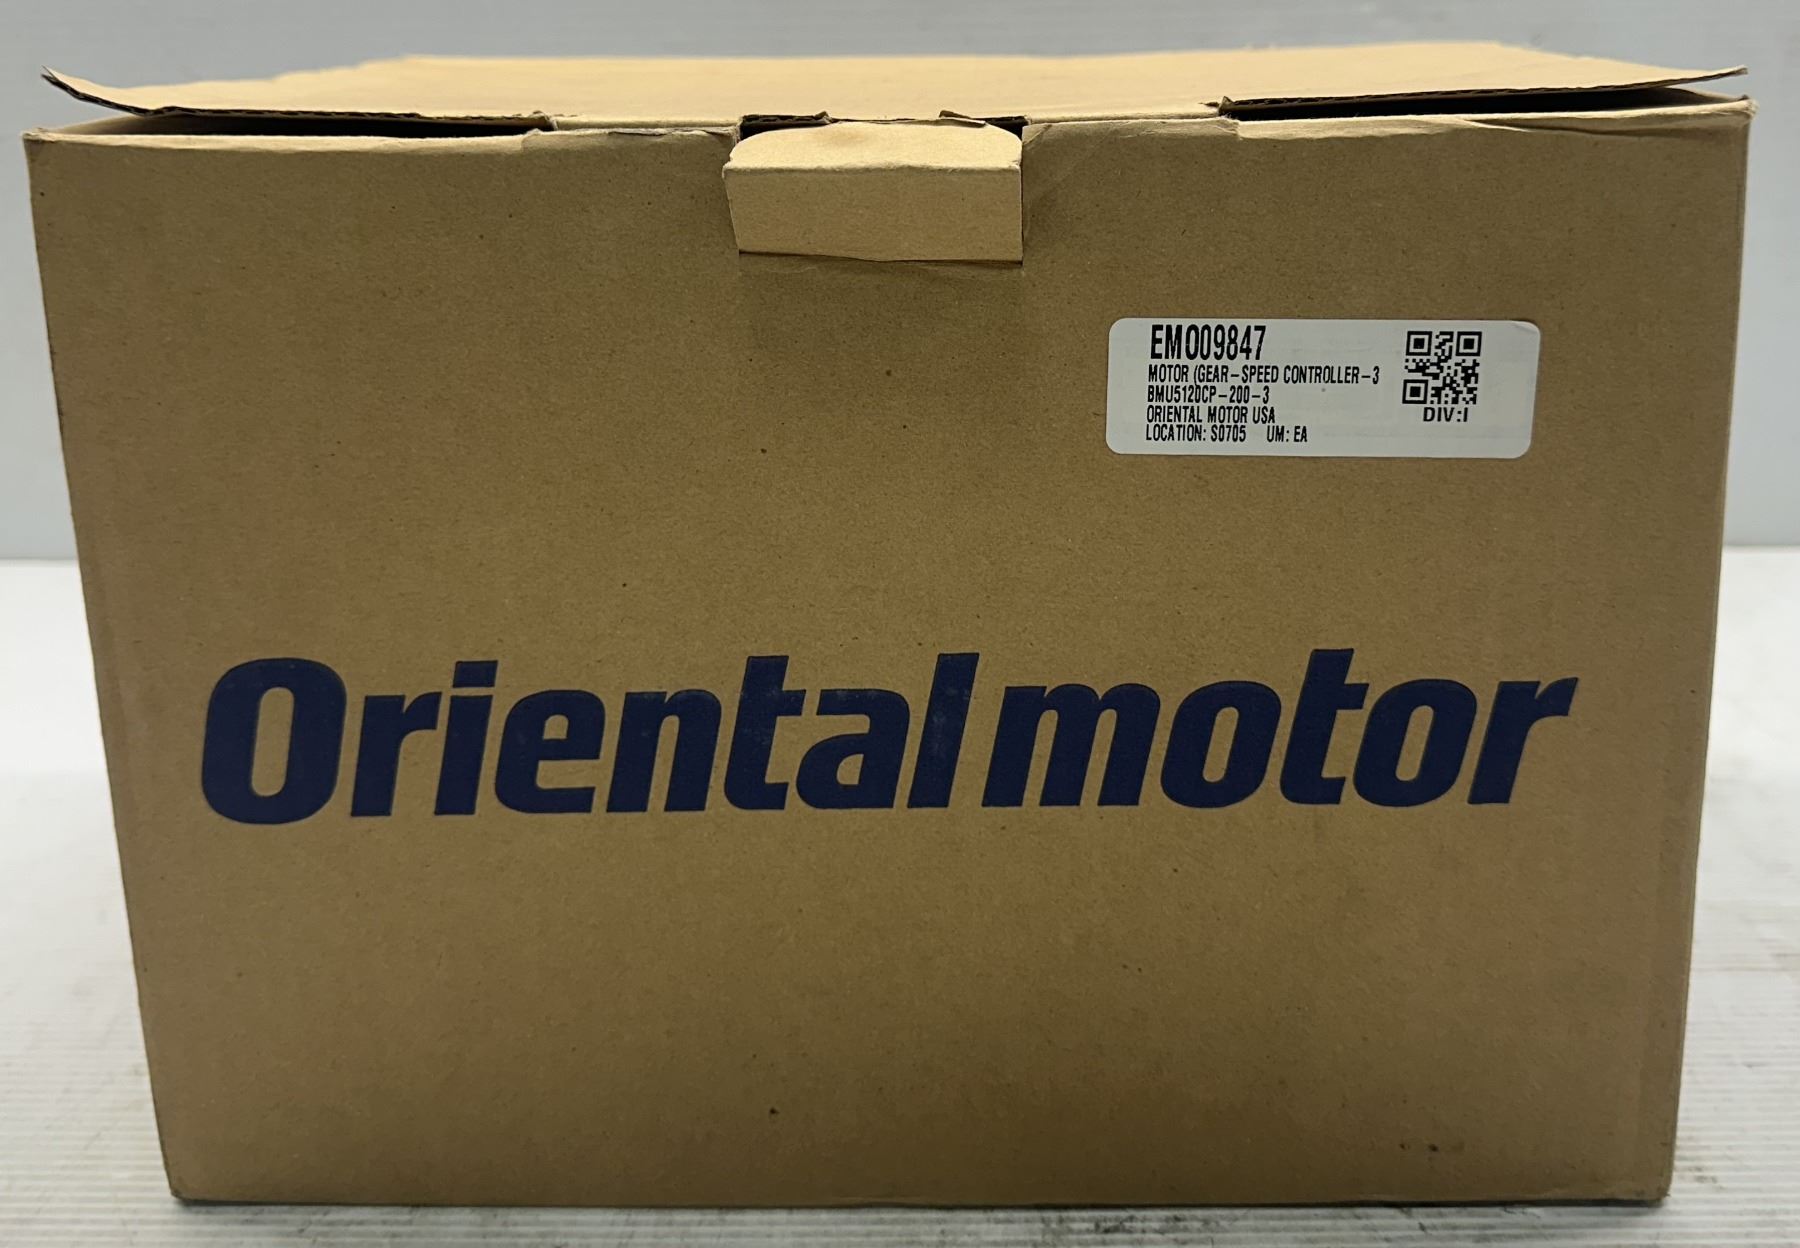 EM009847
MOTOR (GEAR-SPEED CONTROLLER-3
BMU5120CP-200-3
ORIENTAL MOTOR USA
LOCATION: S0705 UM: EA
DIV:I
Orientalmotor